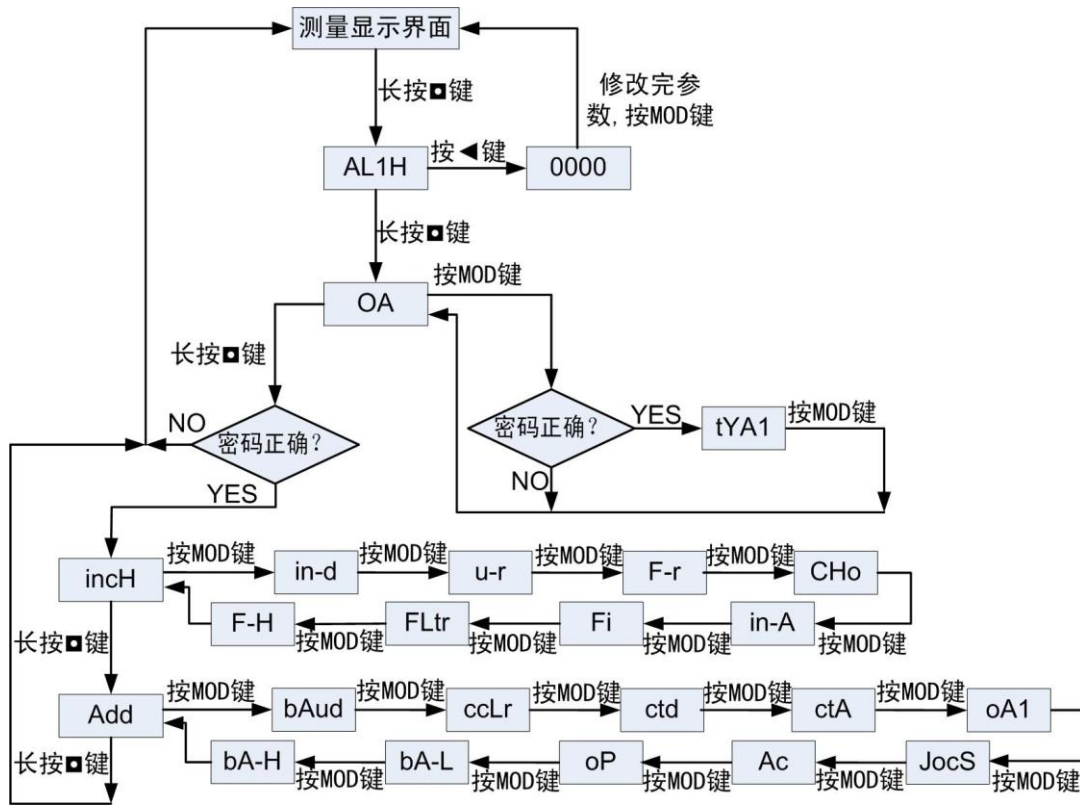 测量显示界面
长按◘键
修改完参
数,按MOD键
AL1H
按◀键
0000
长按◘键
OA
按MOD键
长按◘键
密码正确?
NO
YES
密码正确?
YES
NO
tYA1
按MOD键
incH
按MOD键
in-d
按MOD键
u-r
按MOD键
F-r
按MOD键
CHo
F-H
按MOD键
FLtr
按MOD键
Fi
按MOD键
in-A
按MOD键
长按◘键
Add
按MOD键
bAud
按MOD键
ccLr
按MOD键
ctd
按MOD键
ctA
按MOD键
oA1
bA-H
按MOD键
bA-L
按MOD键
oP
按MOD键
Ac
按MOD键
JocS
按MOD键
长按◘键